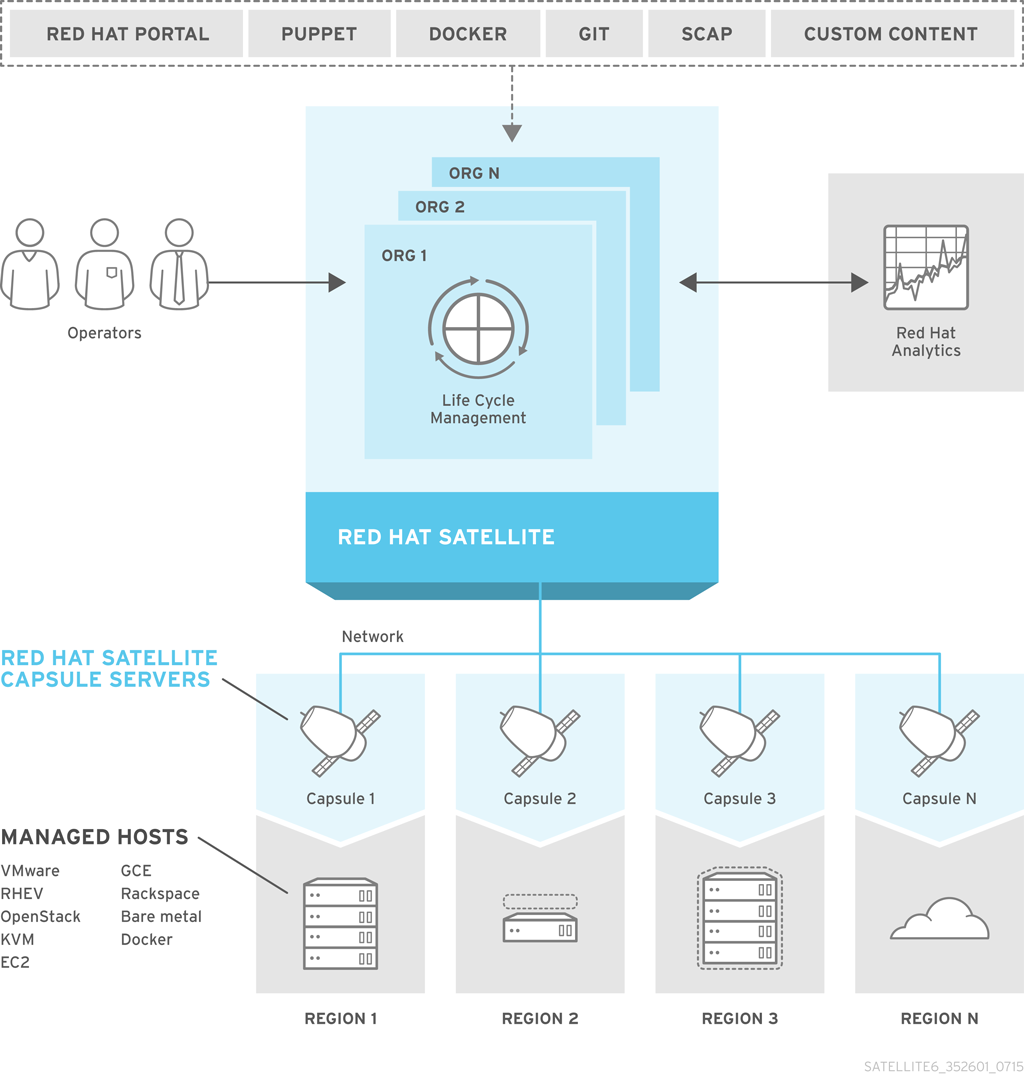 RED HAT PORTAL
PUPPET
DOCKER
GIT
SCAP
CUSTOM CONTENT
ORG N
ORG 2
ORG 1
Life Cycle
Management
Operators
Red Hat
Analytics
RED HAT SATELLITE
Network
RED HAT SATELLITE
CAPSULE SERVERS
Capsule 1
Capsule 2
Capsule 3
Capsule N
MANAGED HOSTS
VMware
RHEV
OpenStack
KVM
EC2
GCE
Rackspace
Bare metal
Docker
REGION 1
REGION 2
REGION 3
REGION N
SATELLITE6_352601_0715